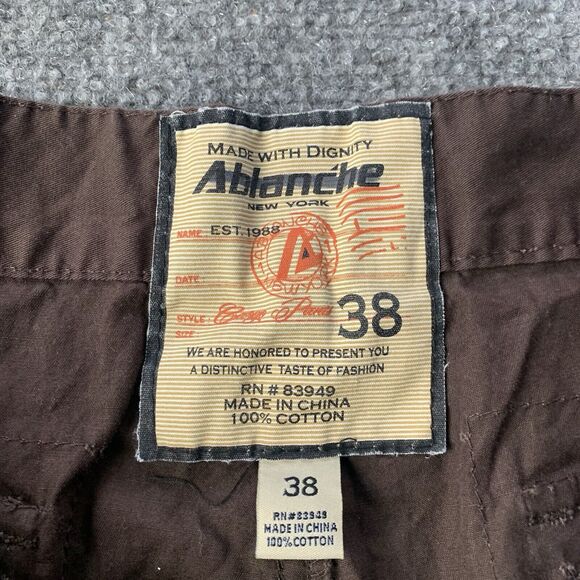 MADE WITH DIGNITY
Ablanche
NEW YORK
NAME: EST. 1988
DATE:
STYLE: Cargo Pants
SIZE 38
WE ARE HONORED TO PRESENT YOU
A DISTINCTIVE TASTE OF FASHION
RN # 83949
MADE IN CHINA
100% COTTON
38
RN#83949
MADE IN CHINA
100%COTTON